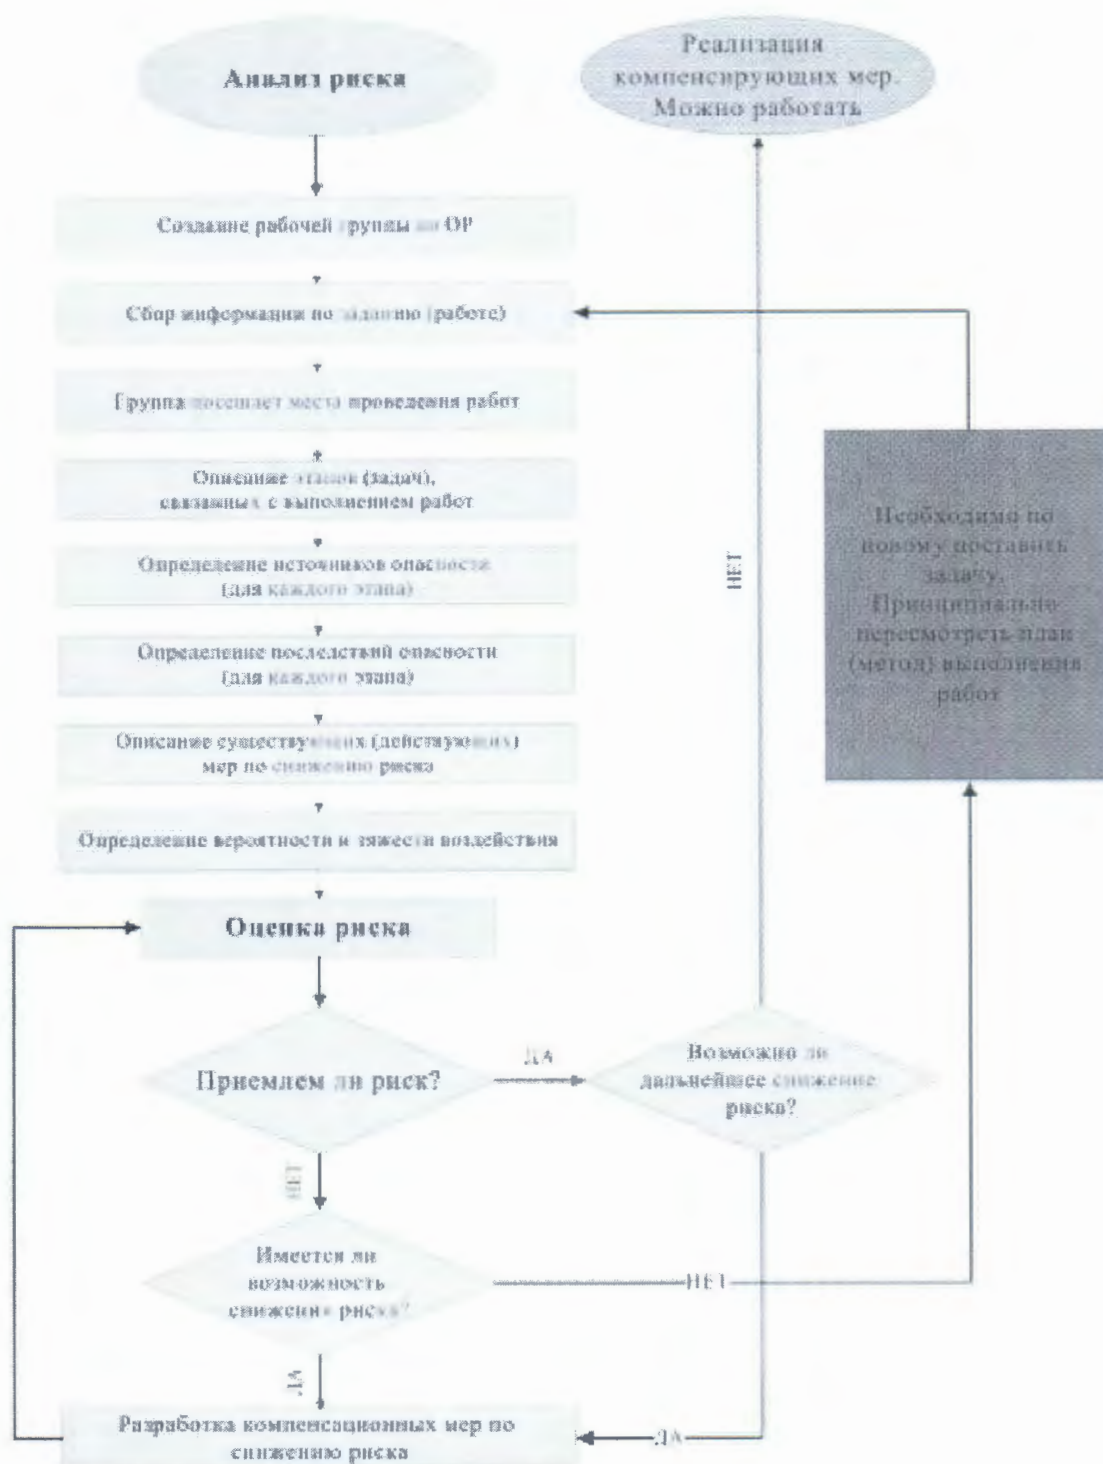 Анализ риска
Реализация
компенсирующих мер.
Можно работать
Создание рабочей группы по ОР
Сбор информации по заданию (работе)
Группа посещает места проведения работ
Описание этапов (задач),
связанных с выполнением работ
Определение источников опасности
(для каждого этапа)
Определение последствий опасности
(для каждого этапа)
Описание существующих (действующих)
мер по снижению риска
Определение вероятности и тяжести воздействия
Оценка риска
Необходимо по
новому поставить
задачу.
Принципиально
пересмотреть план
(метод) выполнения
работ
НЕТ
Приемлем ли риск?
ДА
Возможно ли
дальнейшее снижение
риска?
НЕТ
Имеется ли
возможность
снижения риска?
НЕТ
ДА
Разработка компенсационных мер по
снижению риска
ДА